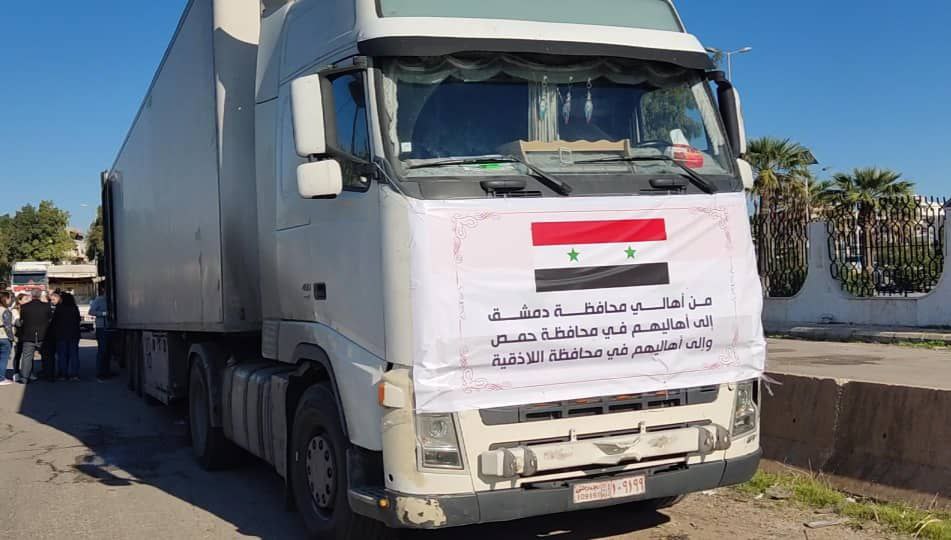 من أهالي محافظة دمشق
إلى أهاليهم في محافظة حمص
وإلى أهاليهم في محافظة اللاذقية